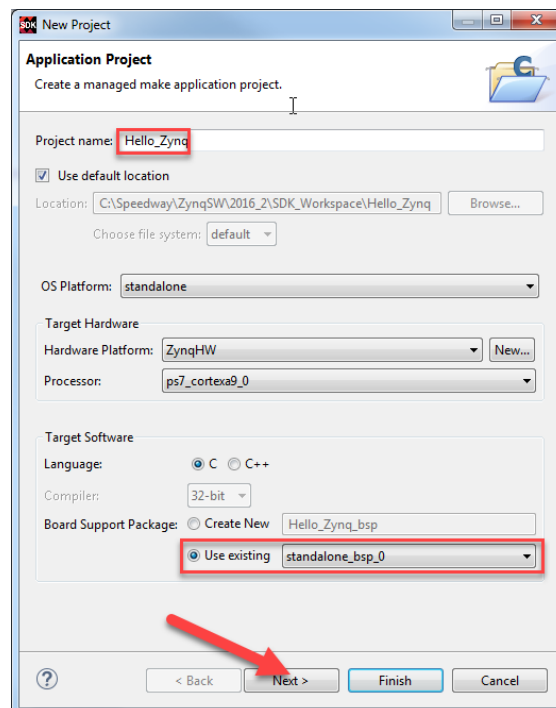 SDK New Project
Application Project
Create a managed make application project.
C
Project name: Hello_Zynq
Use default location
Location: C:\Speedway\ZynqSW\2016_2\SDK_Workspace\Hello_Zynq Browse...
Choose file system: default
OS Platform: standalone
Target Hardware
Hardware Platform: ZynqHW New...
Processor: ps7_cortexa9_0
Target Software
Language: C C++
Compiler: 32-bit
Board Support Package: Create New Hello_Zynq_bsp
Use existing standalone_bsp_0
? < Back Next > Finish Cancel